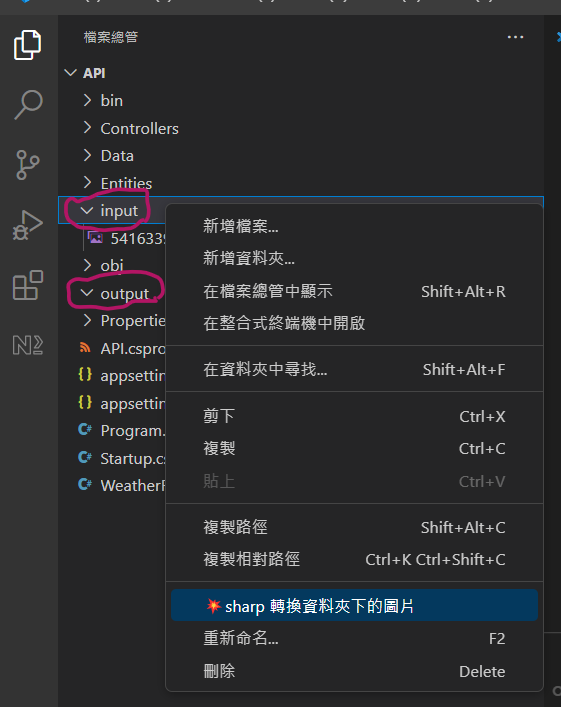 檔案總管
API
bin
Controllers
Data
Entities
input
541633
obj
output
Propertie
API.cspro
appsettin
appsettin
Program.
Startup.cs
WeatherF
新增檔案...
新增資料夾...
在檔案總管中顯示 Shift+Alt+R
在整合式終端機中開啟
在資料夾中尋找... Shift+Alt+F
剪下 Ctrl+X
複製 Ctrl+C
貼上 Ctrl+V
複製路徑 Shift+Alt+C
複製相對路徑 Ctrl+K Ctrl+Shift+C
sharp 轉換資料夾下的圖片
重新命名... F2
刪除 Delete